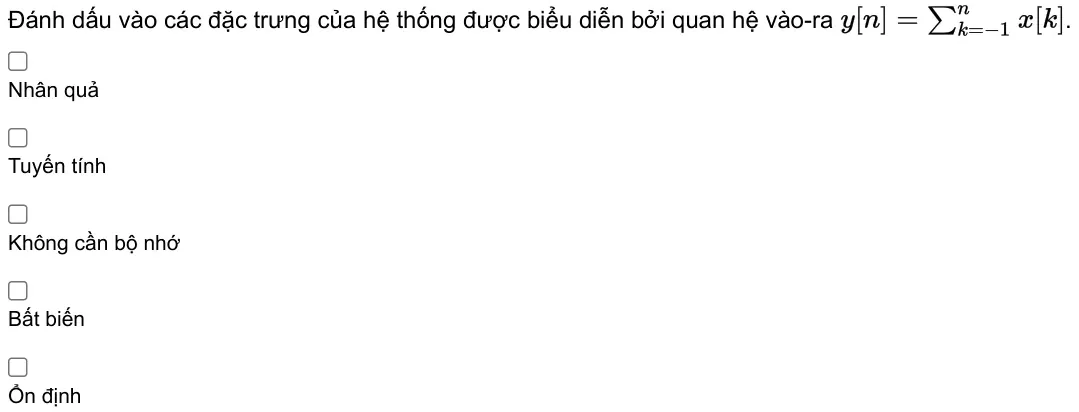 Đánh dấu vào các đặc trưng của hệ thống được biểu diễn bởi quan hệ vào-ra $y[n] = \sum_{k=-1}^{n} x[k]$.
Nhân quả
Tuyến tính
Không cần bộ nhớ
Bất biến
Ổn định